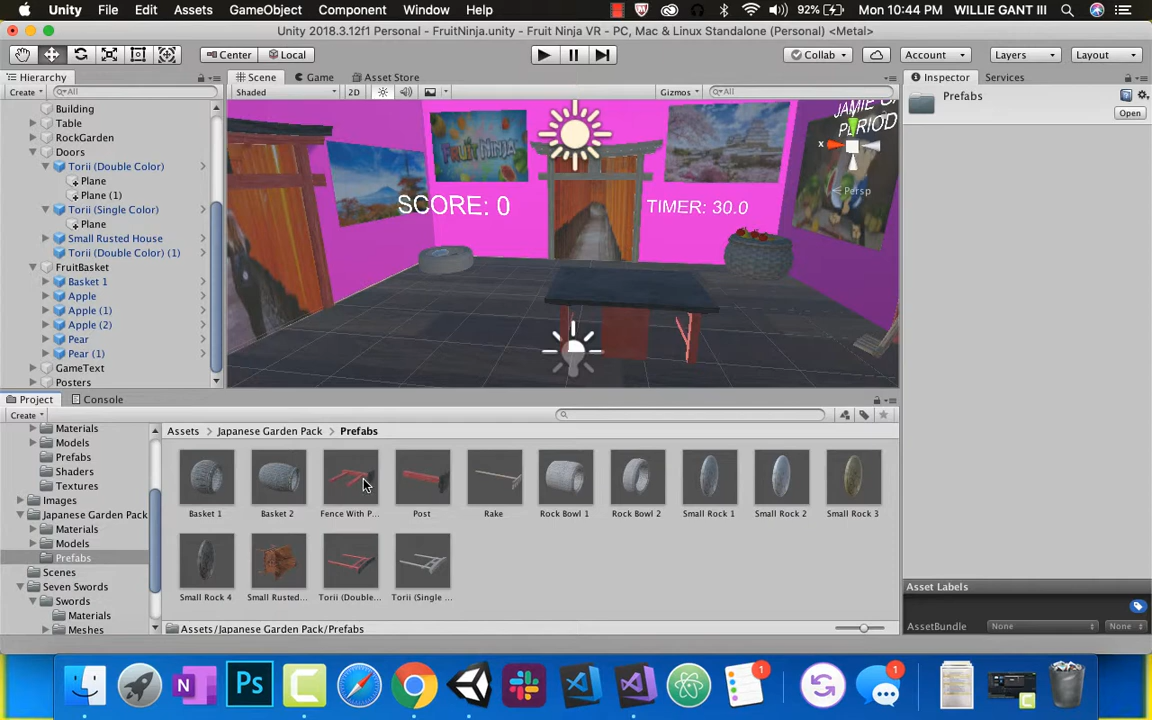 Unity File Edit Assets GameObject Component Window Help 92% Mon 10:44 PM WILLIE GANT III
Unity 2018.3.12f1 Personal - FruitNinja.unity - Fruit Ninja VR - PC, Mac & Linux Standalone (Personal) <Metal>
Center Local Collab Account Layers Layout
Hierarchy Scene Game Asset Store Inspector Services
Create All Shaded 2D Gizmos All Prefabs
Open
Building
Table
RockGarden
Doors
Torii (Double Color)
Plane
Plane (1)
Torii (Single Color)
Plane
Small Rusted House
Torii (Double Color) (1)
FruitBasket
Basket 1
Apple
Apple (1)
Apple (2)
Pear
Pear (1)
GameText
Posters
FRUIT NINJA
JAMIE
PERIOD
x
Persp
SCORE: 0
TIMER: 30.0
Project Console
Create
Materials
Models
Prefabs
Shaders
Textures
Images
Japanese Garden Pack
Materials
Models
Prefabs
Scenes
Seven Swords
Swords
Materials
Meshes
Assets Japanese Garden Pack Prefabs
Basket 1 Basket 2 Fence With P... Post Rake Rock Bowl 1 Rock Bowl 2 Small Rock 1 Small Rock 2 Small Rock 3
Small Rock 4 Small Rusted... Torii (Double... Torii (Single ...
Assets/Japanese Garden Pack/Prefabs
Asset Labels
AssetBundle None None
N Ps C 1 1